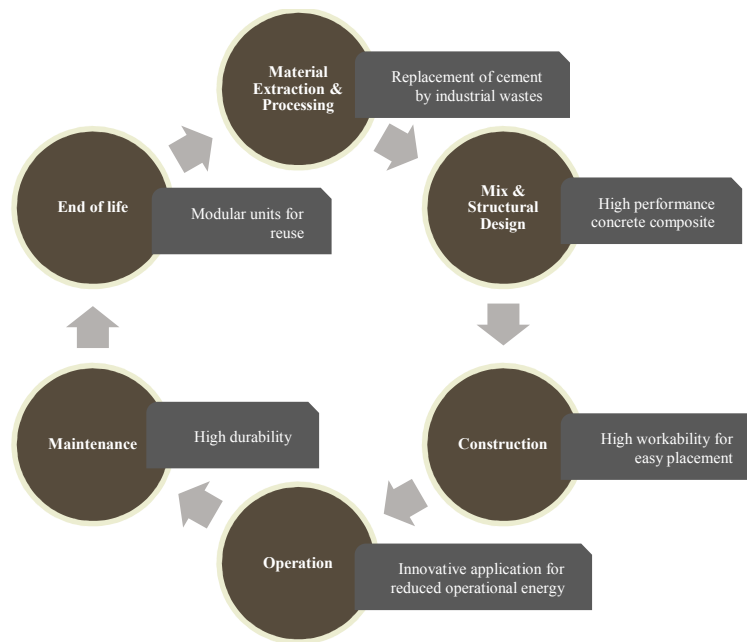 Material
Extraction &
Processing
Replacement of cement
by industrial wastes
Mix &
Structural
Design
High performance
concrete composite
Construction
High workability for
easy placement
Operation
Innovative application for
reduced operational energy
Maintenance
High durability
End of life
Modular units for
reuse